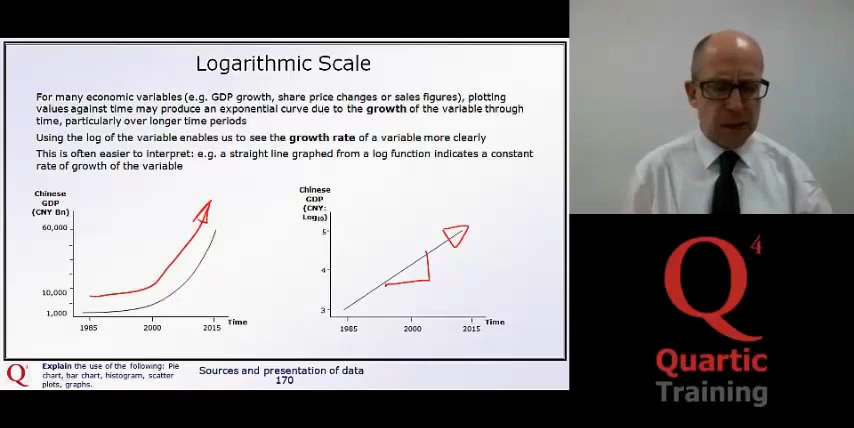 Logarithmic Scale
For many economic variables (e.g. GDP growth, share price changes or sales figures), plotting
values against time may produce an exponential curve due to the growth of the variable through
time, particularly over longer time periods
Using the log of the variable enables us to see the growth rate of a variable more clearly
This is often easier to interpret: e.g. a straight line graphed from a log function indicates a constant
rate of growth of the variable
Chinese
GDP
(CNY Bn)
60,000
10,000
1,000
1985
2000
2015
Time
Chinese
GDP
(CNY:
Log10)
5
4
3
1985
2000
2015
Time
Q4
Explain the use of the following: Pie
chart, bar chart, histogram, scatter
plots, graphs.
Sources and presentation of data
170
Q4
Quartic
Training